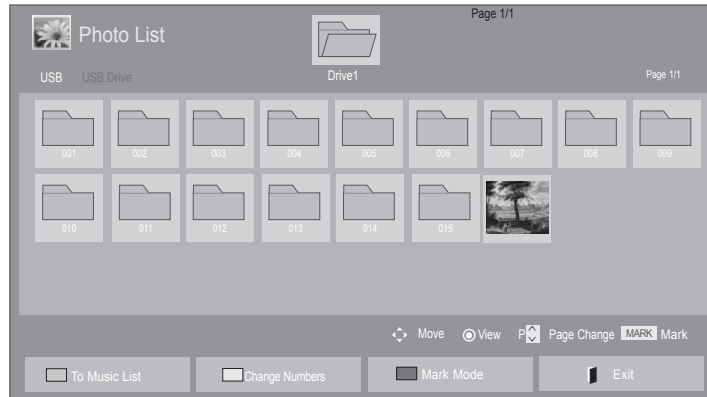 Page 1/1
Photo List
Drive1
USB USB Drive Page 1/1
001 002 003 004 005 006 007 008 009
010 011 012 013 014 015
Move View P Page Change MARK Mark
To Music List Change Numbers Mark Mode Exit